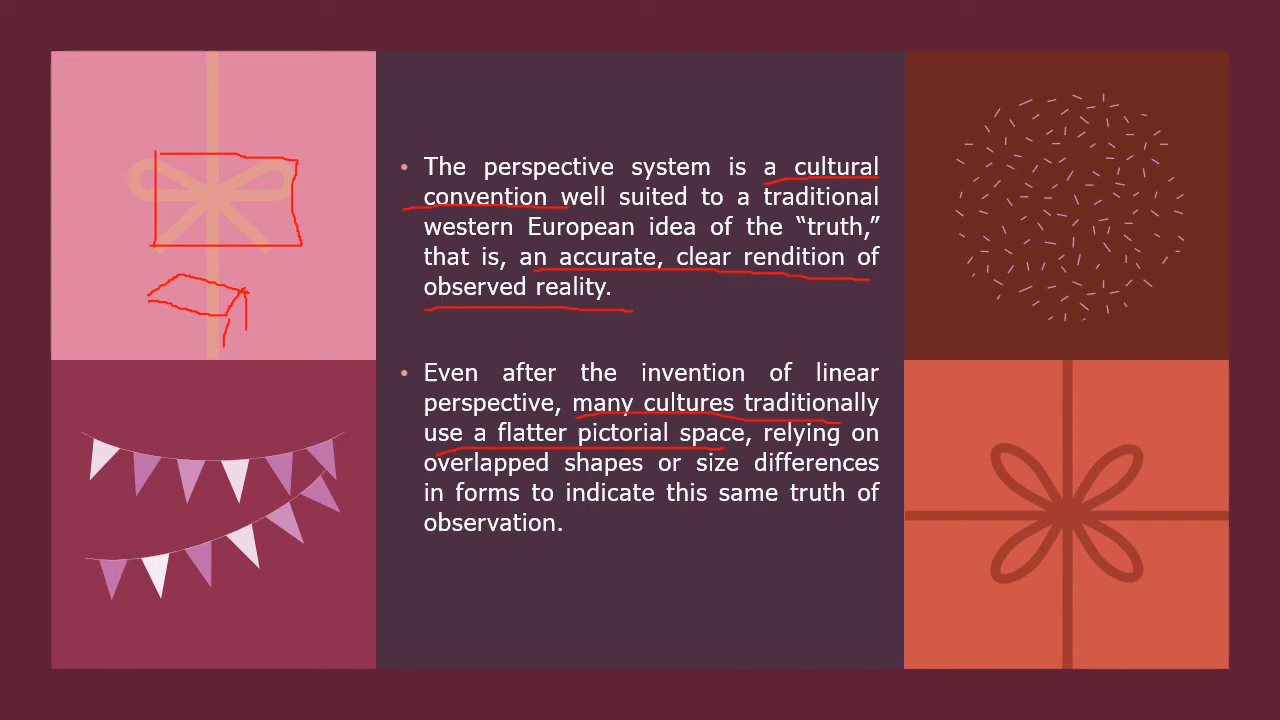 • The perspective system is a cultural
convention well suited to a traditional
western European idea of the “truth,”
that is, an accurate, clear rendition of
observed reality.
• Even after the invention of linear
perspective, many cultures traditionally
use a flatter pictorial space, relying on
overlapped shapes or size differences
in forms to indicate this same truth of
observation.